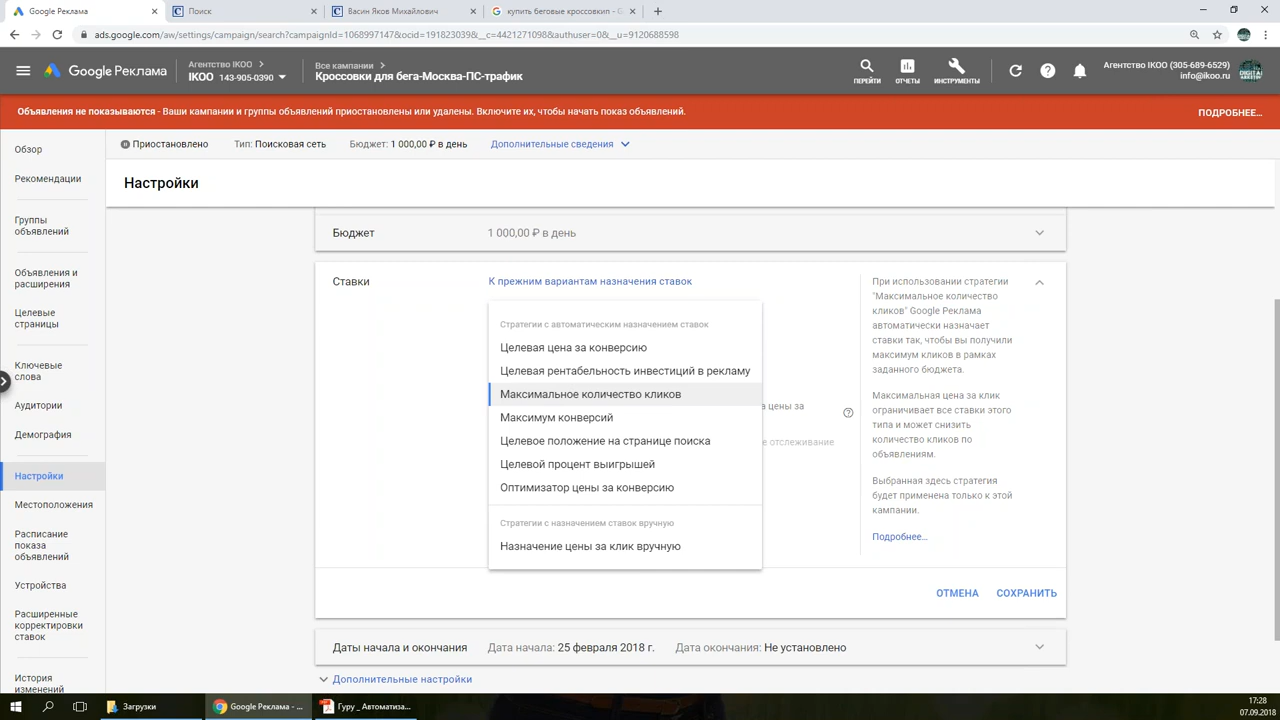 Google Реклама
Поиск
Васин Яков Михайлович
купить беговые кроссовкип - G
ads.google.com/aw/settings/campaign/search?campaignId=1068997147&ocid=191823039&__c=4421271098&authuser=0&__u=9120688598
Google Реклама
Агентство IKOO
IKOO 143-905-0390
Все кампании
Кроссовки для бега-Москва-ПС-трафик
ПЕРЕЙТИ
ОТЧЕТЫ
ИНСТРУМЕНТЫ
Агентство IKOO (305-689-6529)
info@ikoo.ru
Объявления не показываются - Ваши кампании и группы объявлений приостановлены или удалены. Включите их, чтобы начать показ объявлений.
ПОДРОБНЕЕ...
Обзор
Рекомендации
Группы
объявлений
Объявления и
расширения
Целевые
страницы
Ключевые
слова
Аудитории
Демография
Настройки
Местоположения
Расписание
показа
объявлений
Устройства
Расширенные
корректировки
ставок
История
изменений
Приостановлено Тип: Поисковая сеть Бюджет: 1 000,00 ₽ в день Дополнительные сведения
Настройки
Бюджет 1 000,00 ₽ в день
Ставки
К прежним вариантам назначения ставок
Стратегии с автоматическим назначением ставок
Целевая цена за конверсию
Целевая рентабельность инвестиций в рекламу
Максимальное количество кликов
Максимум конверсий
Целевое положение на странице поиска
Целевой процент выигрышей
Оптимизатор цены за конверсию
Стратегии с назначением ставок вручную
Назначение цены за клик вручную
а цены за
е отслеживание
При использовании стратегии
"Максимальное количество
кликов" Google Реклама
автоматически назначает
ставки так, чтобы вы получили
максимум кликов в рамках
заданного бюджета.
Максимальная цена за клик
ограничивает все ставки этого
типа и может снизить
количество кликов по
объявлениям.
Выбранная здесь стратегия
будет применена только к этой
кампании.
Подробнее...
ОТМЕНА СОХРАНИТЬ
Даты начала и окончания Дата начала: 25 февраля 2018 г. Дата окончания: Не установлено
Дополнительные настройки
Загрузки
Google Реклама - ...
Гуру _ Автоматиза...
17:28
07.09.2018